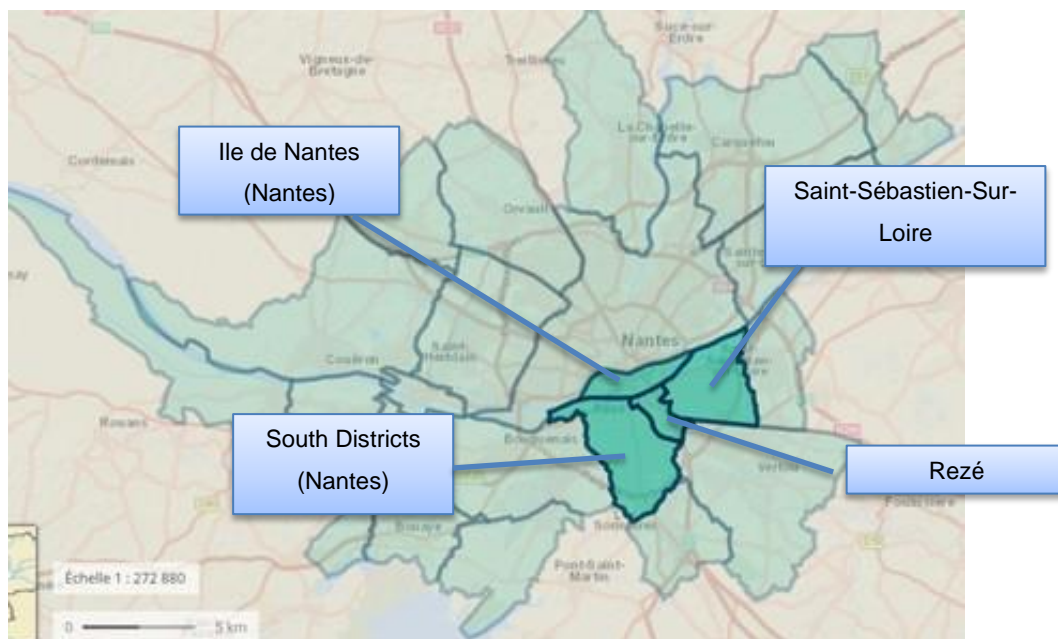 Sucé-sur-
Erdre
Vigneux-de-
Bretagne
Treillières
La Chapelle-
sur-Erdre
Carquefou
Cordemais
Ile de Nantes
(Nantes)
Saint-Sébastien-Sur-
Loire
Orvault
Nantes
Saint-
Herblain
Couëron
Rouans
South Districts
(Nantes)
Bouguenais
Rezé
Vertou
Bouaye
Pont-Saint-
Martin
Échelle 1 : 272 880
0
5 km